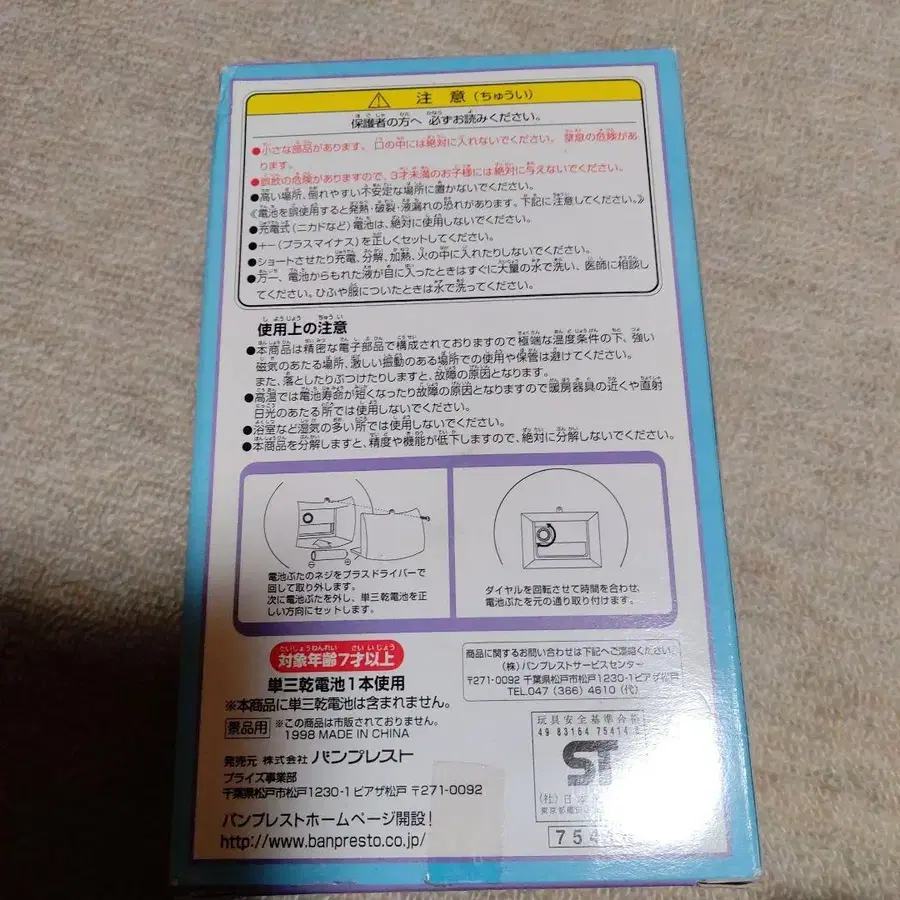 注意(ちゅうい)
保護者の方へ 必ずお読みください。
●小さな部品があります。口の中には絶対に入れないでください。窒息の危険があ
ります。
●誤飲の危険がありますので、3才未満のお子様には絶対に与えないでください。
●高い場所、倒れやすい不安定な場所に置かないでください。
《電池を誤使用すると発熱・破裂・液漏れの恐れがあります。下記に注意してください。》
●充電式(ニカドなど)電池は、絶対に使用しないでください。
●+−(プラスマイナス)を正しくセットしてください。
●ショートさせたり充電、分解、加熱、火の中に入れたりしないでください。
●万一、電池からもれた液が目に入ったときはすぐに大量の水で洗い、医師に相談し
てください。ひふや服についたときは水で洗ってください。
使用上の注意
●本商品は精密な電子部品で構成されておりますので極端な温度条件の下、強い
磁気のあたる場所、激しい振動のある場所での使用や保管は避けてください。
また、落としたりぶつけたりしますと、故障の原因となります。
●高温では電池寿命が短くなったり故障の原因となりますので暖房器具の近くや直射
日光のあたる所では使用しないでください。
●浴室など湿気の多い所では使用しないでください。
●本商品を分解しますと、精度や機能が低下しますので、絶対に分解しないでください。
電池ぶたのネジをプラスドライバーで
回して取り外します。
次に電池ぶたを外し、単三乾電池を正
しい方向にセットします。
ダイヤルを回転させて時間を合わせ、
電池ぶたを元の通り取り付けます。
たいしょうねんれい さいいじょう
対象年齢7才以上
単三乾電池1本使用
※本商品に単三乾電池は含まれません。
景品用 ※この商品は市販されておりません。
1998 MADE IN CHINA
発売元 株式会社 バンプレスト
プライズ事業部
千葉県松戸市松戸1230-1 ピアザ松戸 〒271-0092
バンプレストホームページ開設!
http://www.banpresto.co.jp/
商品に関するお問い合わせは下記へご連絡ください。
(株)バンプレストサービスセンター
〒271-0092 千葉県松戸市松戸1230-1ピアザ松戸
TEL.047(366)4610(代)
玩具安全基準合格
49 83164 75414
ST
(社)日本
東京都
754